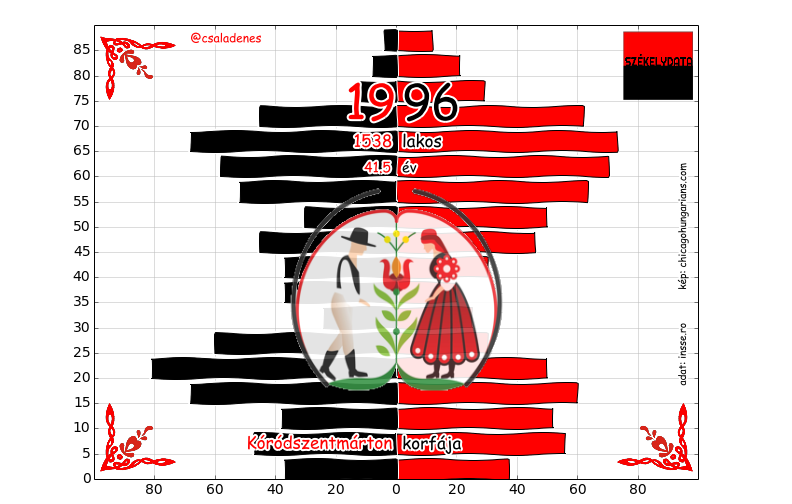 @csaladenes
SZÉKELYDATA
1996
1538 lakos
41.5 év
kép: chicagohungarians.com
adat: insse.ro
Kóródszentmárton korfája
85
80
75
70
65
60
55
50
45
40
35
30
25
20
15
10
5
0
80 60 40 20 0 20 40 60 80